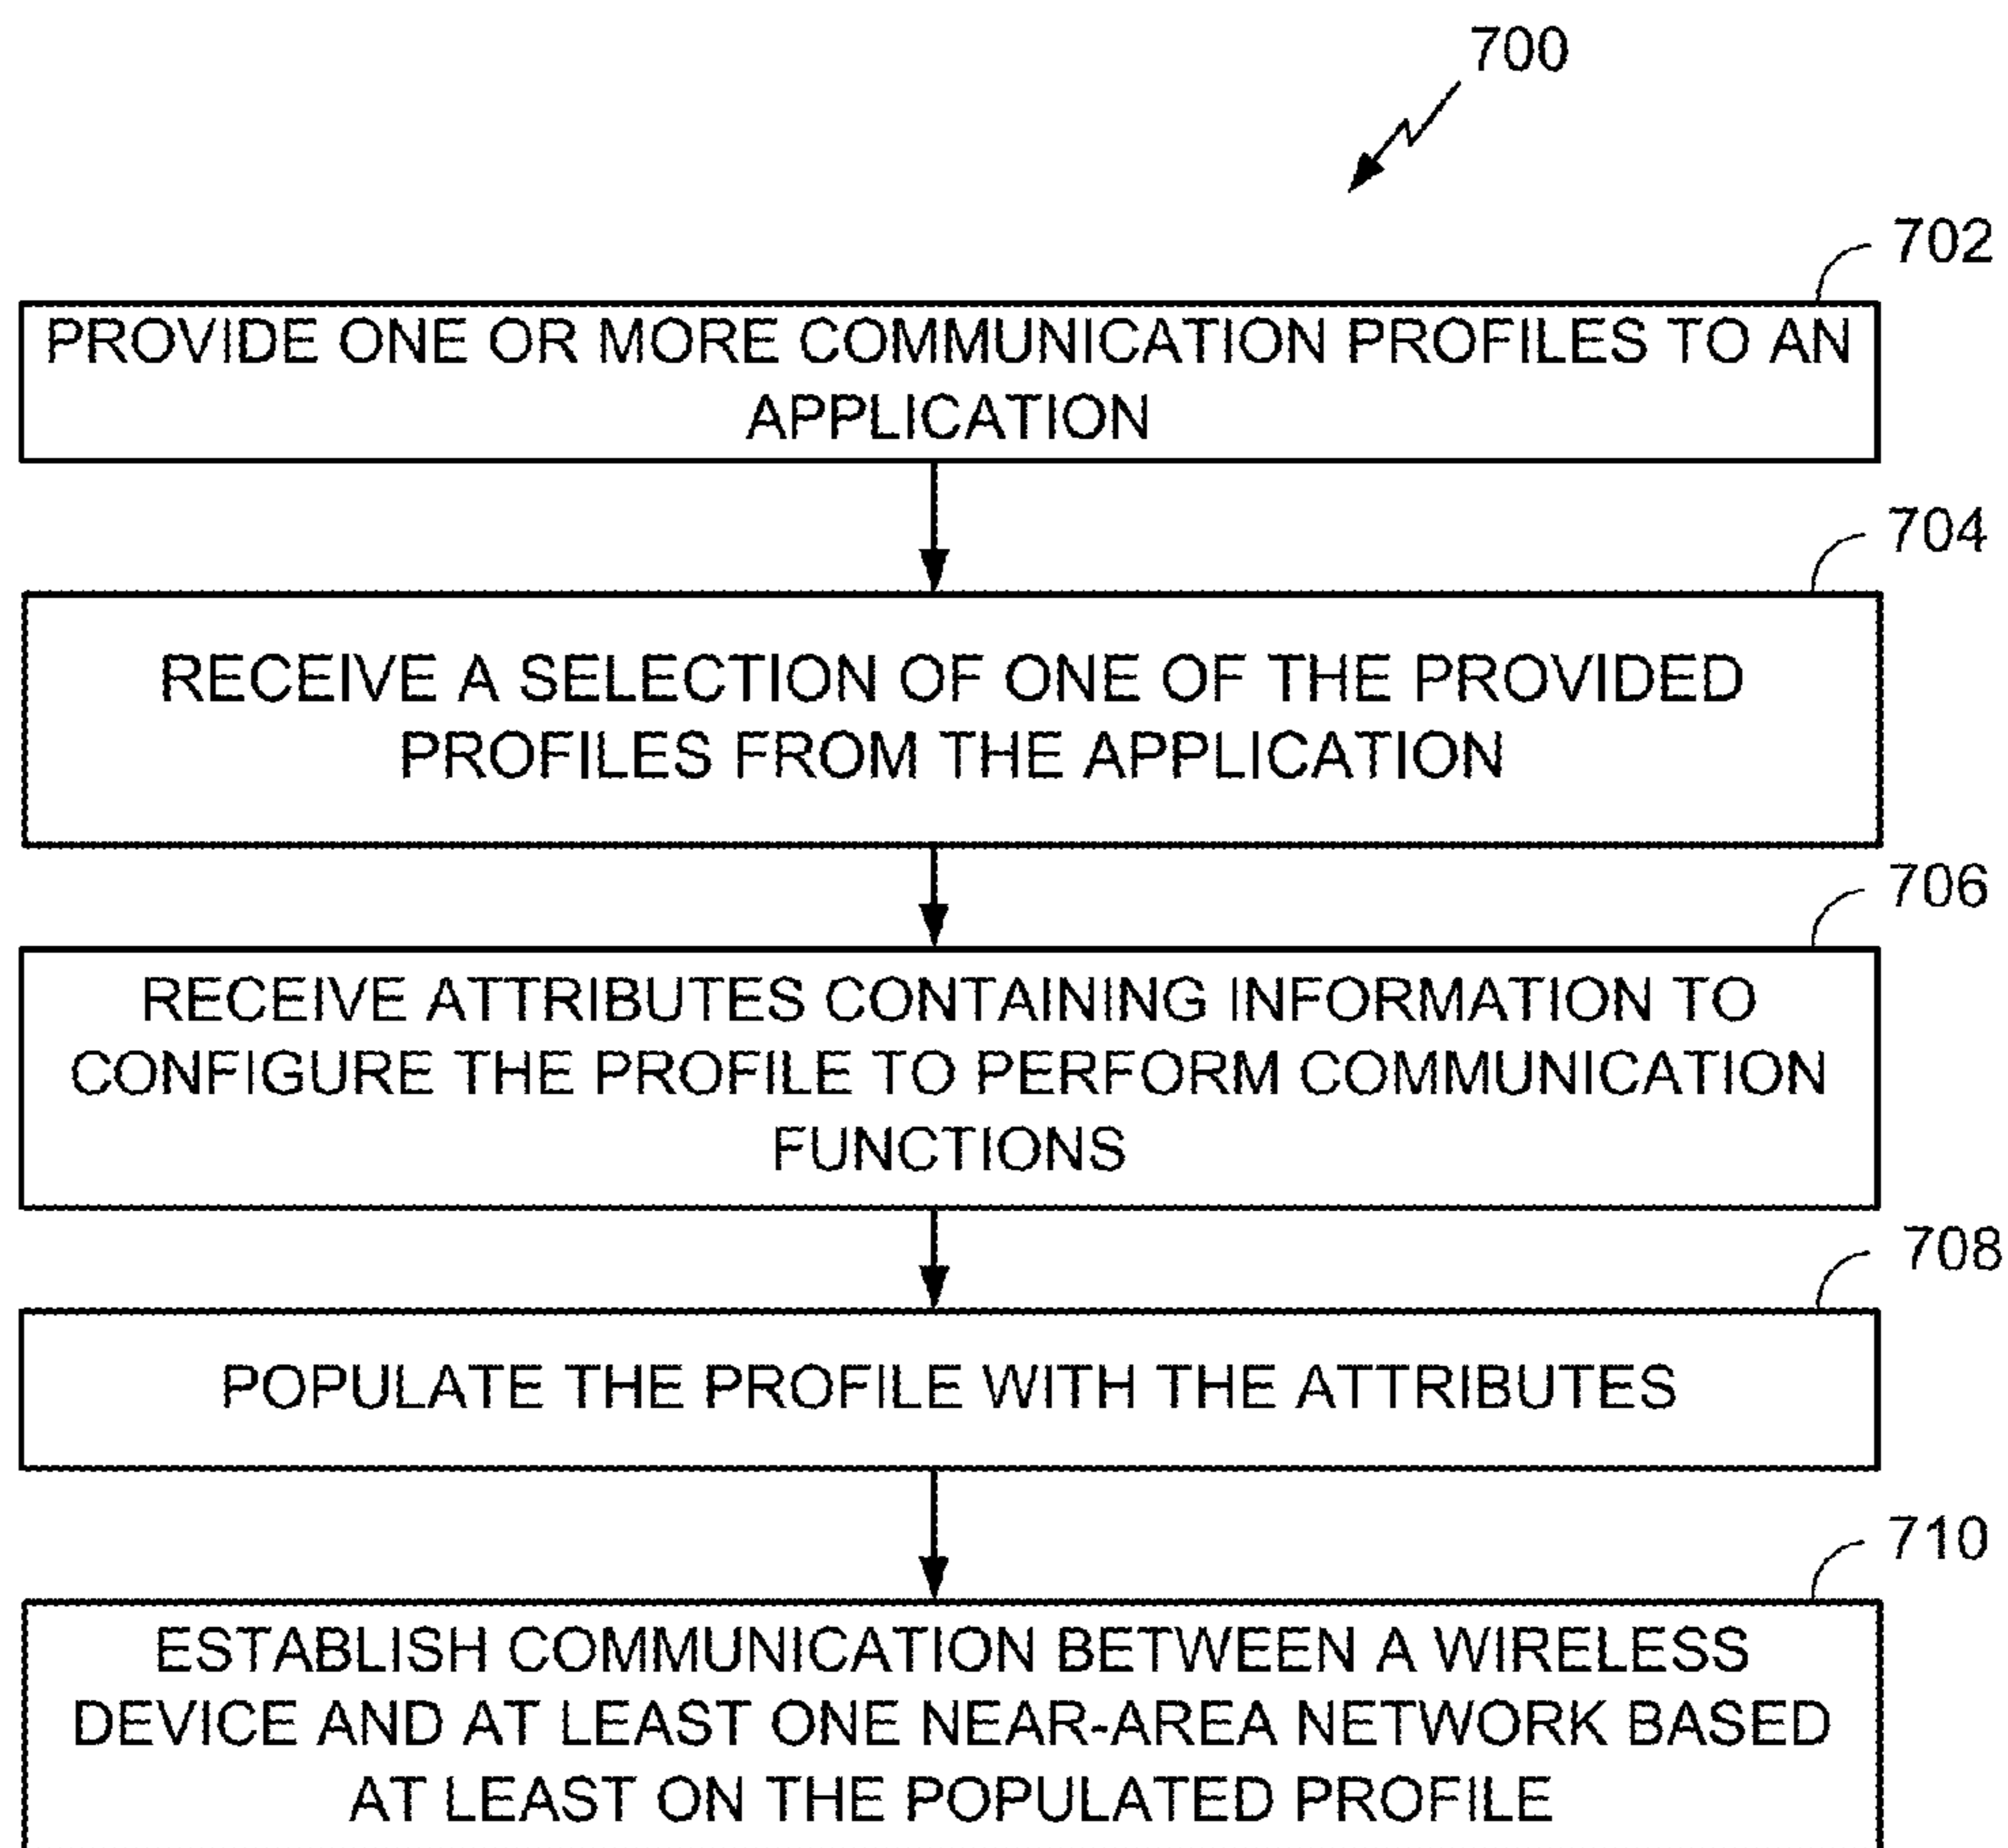 700
702
PROVIDE ONE OR MORE COMMUNICATION PROFILES TO AN
APPLICATION
704
RECEIVE A SELECTION OF ONE OF THE PROVIDED
PROFILES FROM THE APPLICATION
706
RECEIVE ATTRIBUTES CONTAINING INFORMATION TO
CONFIGURE THE PROFILE TO PERFORM COMMUNICATION
FUNCTIONS
708
POPULATE THE PROFILE WITH THE ATTRIBUTES
710
ESTABLISH COMMUNICATION BETWEEN A WIRELESS
DEVICE AND AT LEAST ONE NEAR-AREA NETWORK BASED
AT LEAST ON THE POPULATED PROFILE